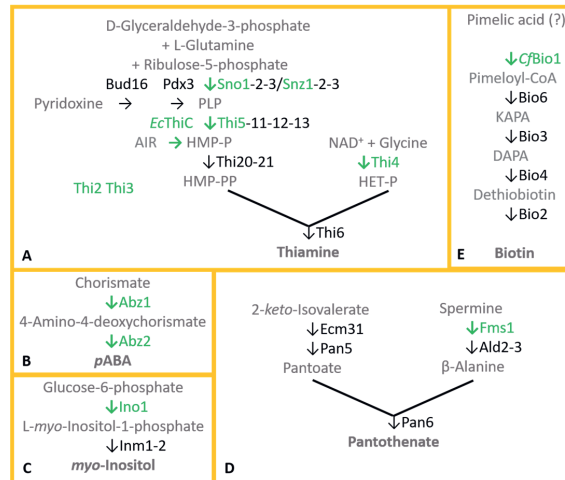 D-Glyceraldehyde-3-phosphate
+ L-Glutamine
+ Ribulose-5-phosphate
Bud16 Pdx3 ↓Sno1-2-3/Snz1-2-3
Pyridoxine → → PLP
EcThiC ↓Thi5-11-12-13
AIR → HMP-P NAD⁺ + Glycine
↓Thi20-21 ↓Thi4
Thi2 Thi3 HMP-PP HET-P
↓Thi6
A Thiamine
Pimelic acid (?)
↓CfBio1
Pimeloyl-CoA
↓Bio6
KAPA
↓Bio3
DAPA
↓Bio4
Dethiobiotin
↓Bio2
E Biotin
Chorismate
↓Abz1
4-Amino-4-deoxychorismate
↓Abz2
B pABA
Glucose-6-phosphate
↓Ino1
L-myo-Inositol-1-phosphate
↓Inm1-2
C myo-Inositol
2-keto-Isovalerate Spermine
↓Ecm31 ↓Fms1
↓Pan5 ↓Ald2-3
Pantoate β-Alanine
↓Pan6
D Pantothenate